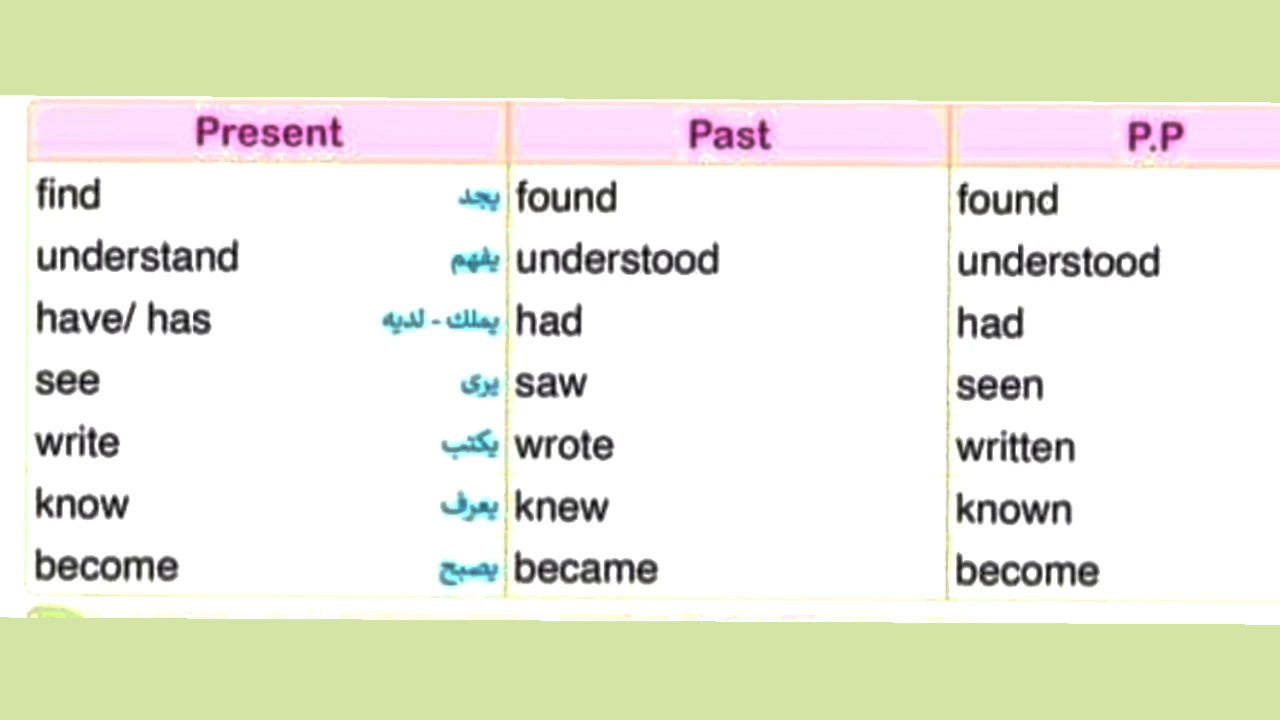 Present Past P.P
find يجد found found
understand يفهم understood understood
have/ has يملك - لديه had had
see يرى saw seen
write يكتب wrote written
know يعرف knew known
become يصبح became become